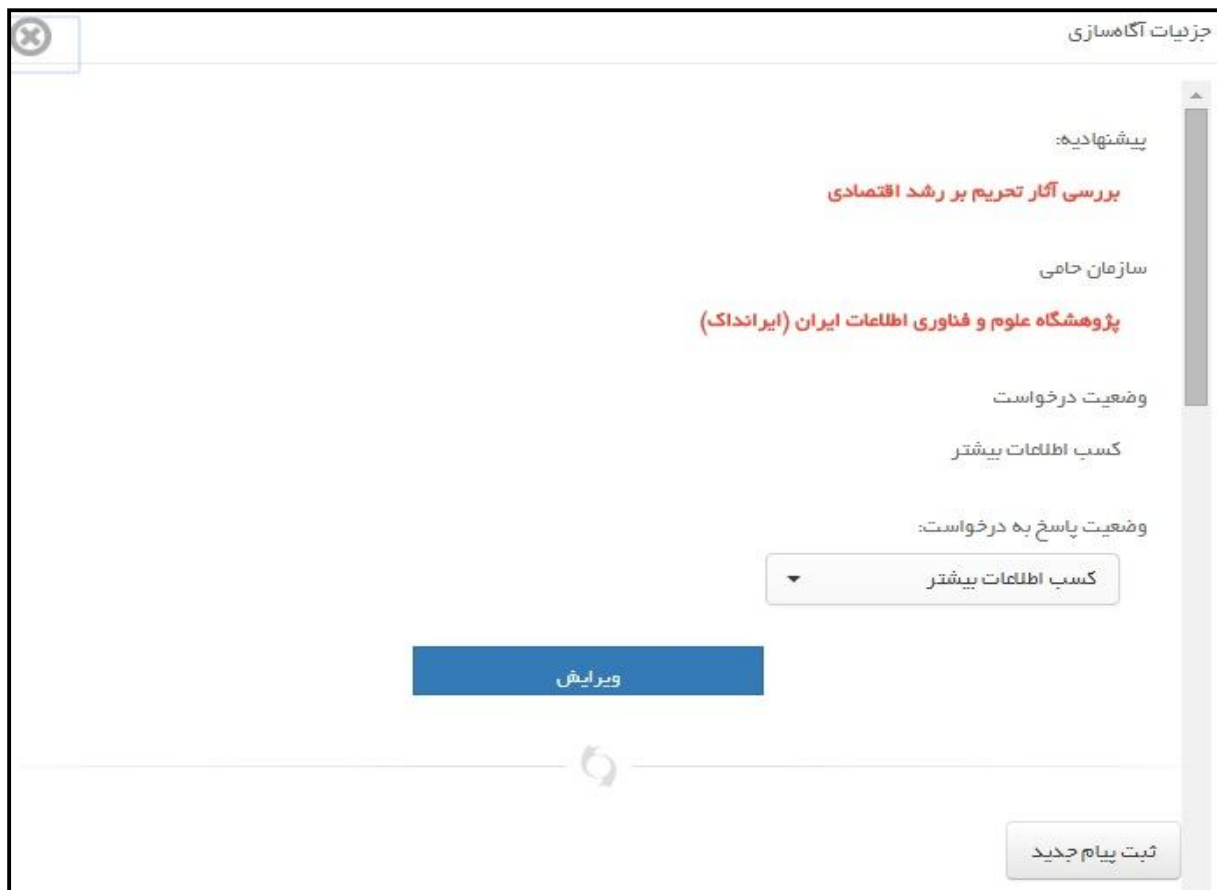 جزئیات آگاه‌سازی
پیشنهادیه:
بررسی آثار تحریم بر رشد اقتصادی
سازمان حامی
پژوهشگاه علوم و فناوری اطلاعات ایران (ایرانداک)
وضعیت درخواست
کسب اطلاعات بیشتر
وضعیت پاسخ به درخواست:
کسب اطلاعات بیشتر
ویرایش
ثبت پیام جدید